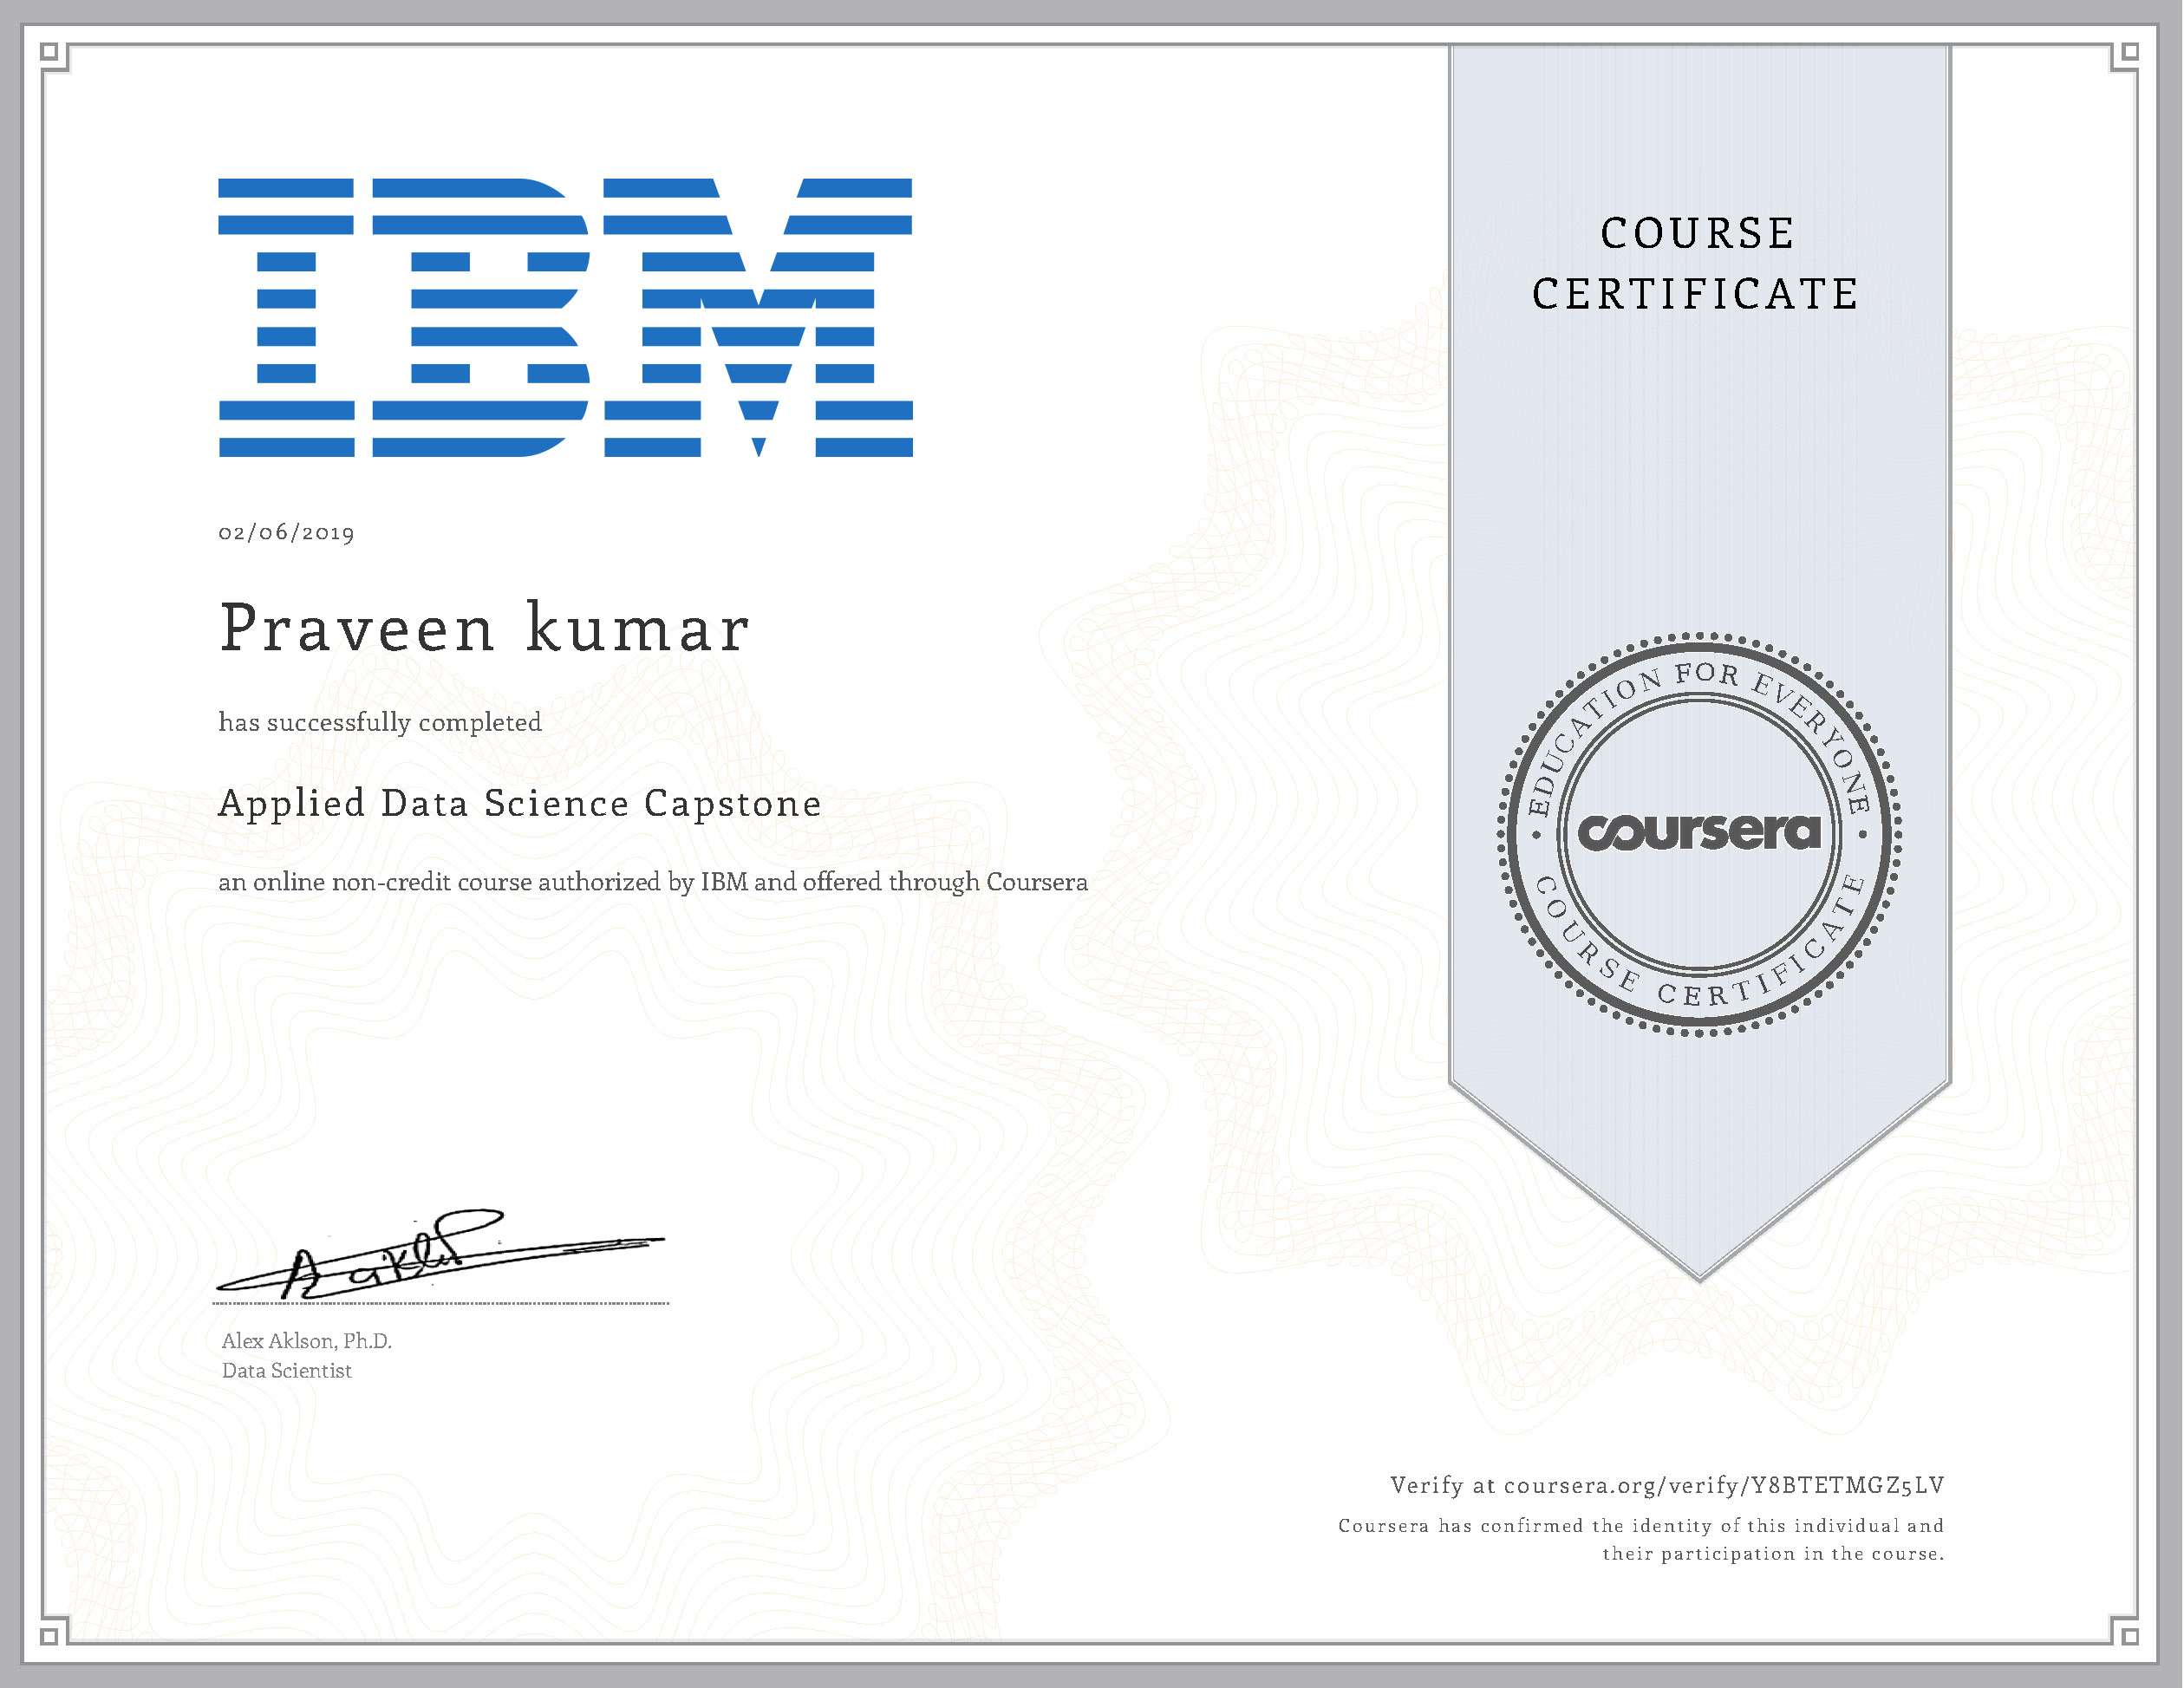 IBM
02/06/2019
Praveen kumar
has successfully completed
Applied Data Science Capstone
an online non-credit course authorized by IBM and offered through Coursera
Alex Aklson, Ph.D.
Data Scientist
COURSE
CERTIFICATE
EDUCATION FOR EVERYONE
coursera
COURSE CERTIFICATE
Verify at coursera.org/verify/Y8BTETMGZ5LV
Coursera has confirmed the identity of this individual and
their participation in the course.